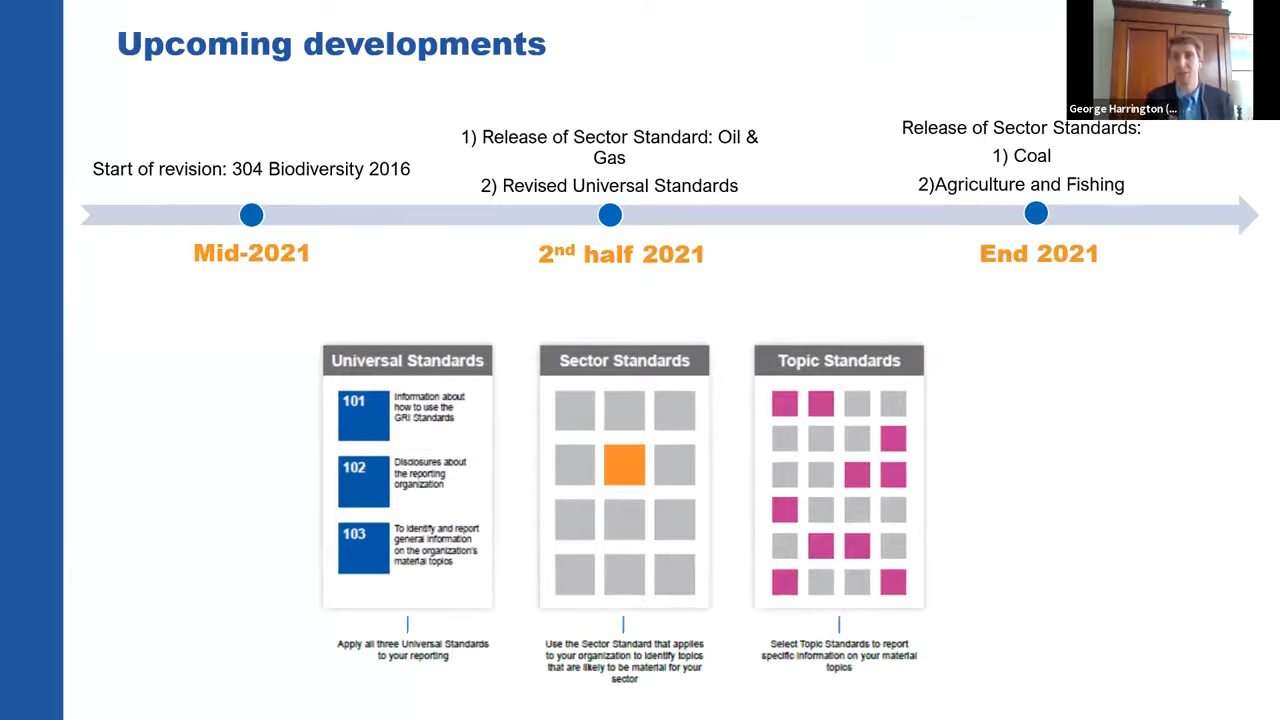 Upcoming developments
George Harrington (...
Start of revision: 304 Biodiversity 2016
1) Release of Sector Standard: Oil &
Gas
2) Revised Universal Standards
Release of Sector Standards:
1) Coal
2)Agriculture and Fishing
Mid-2021
2nd half 2021
End 2021
Universal Standards
101
Information about
how to use the
GRI Standards
102
Disclosures about
the reporting
organization
103
To identify and report
general information
on the organization's
material topics
Apply all three Universal Standards
to your reporting
Sector Standards
Use the Sector Standard that applies
to your organization to identify topics
that are likely to be material for your
sector
Topic Standards
Select Topic Standards to report
specific information on your material
topics